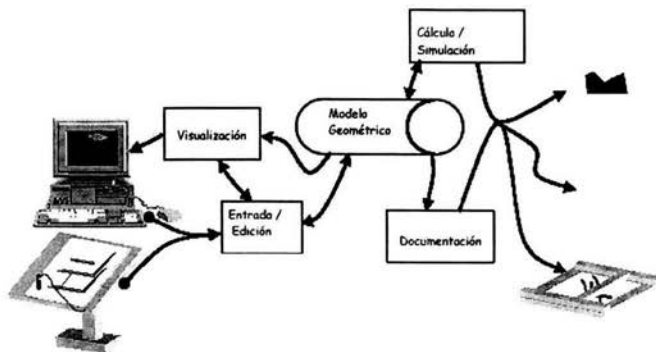 Cálculo /
Simulación
Modelo
Geométrico
Visualización
Entrada /
Edición
Documentación